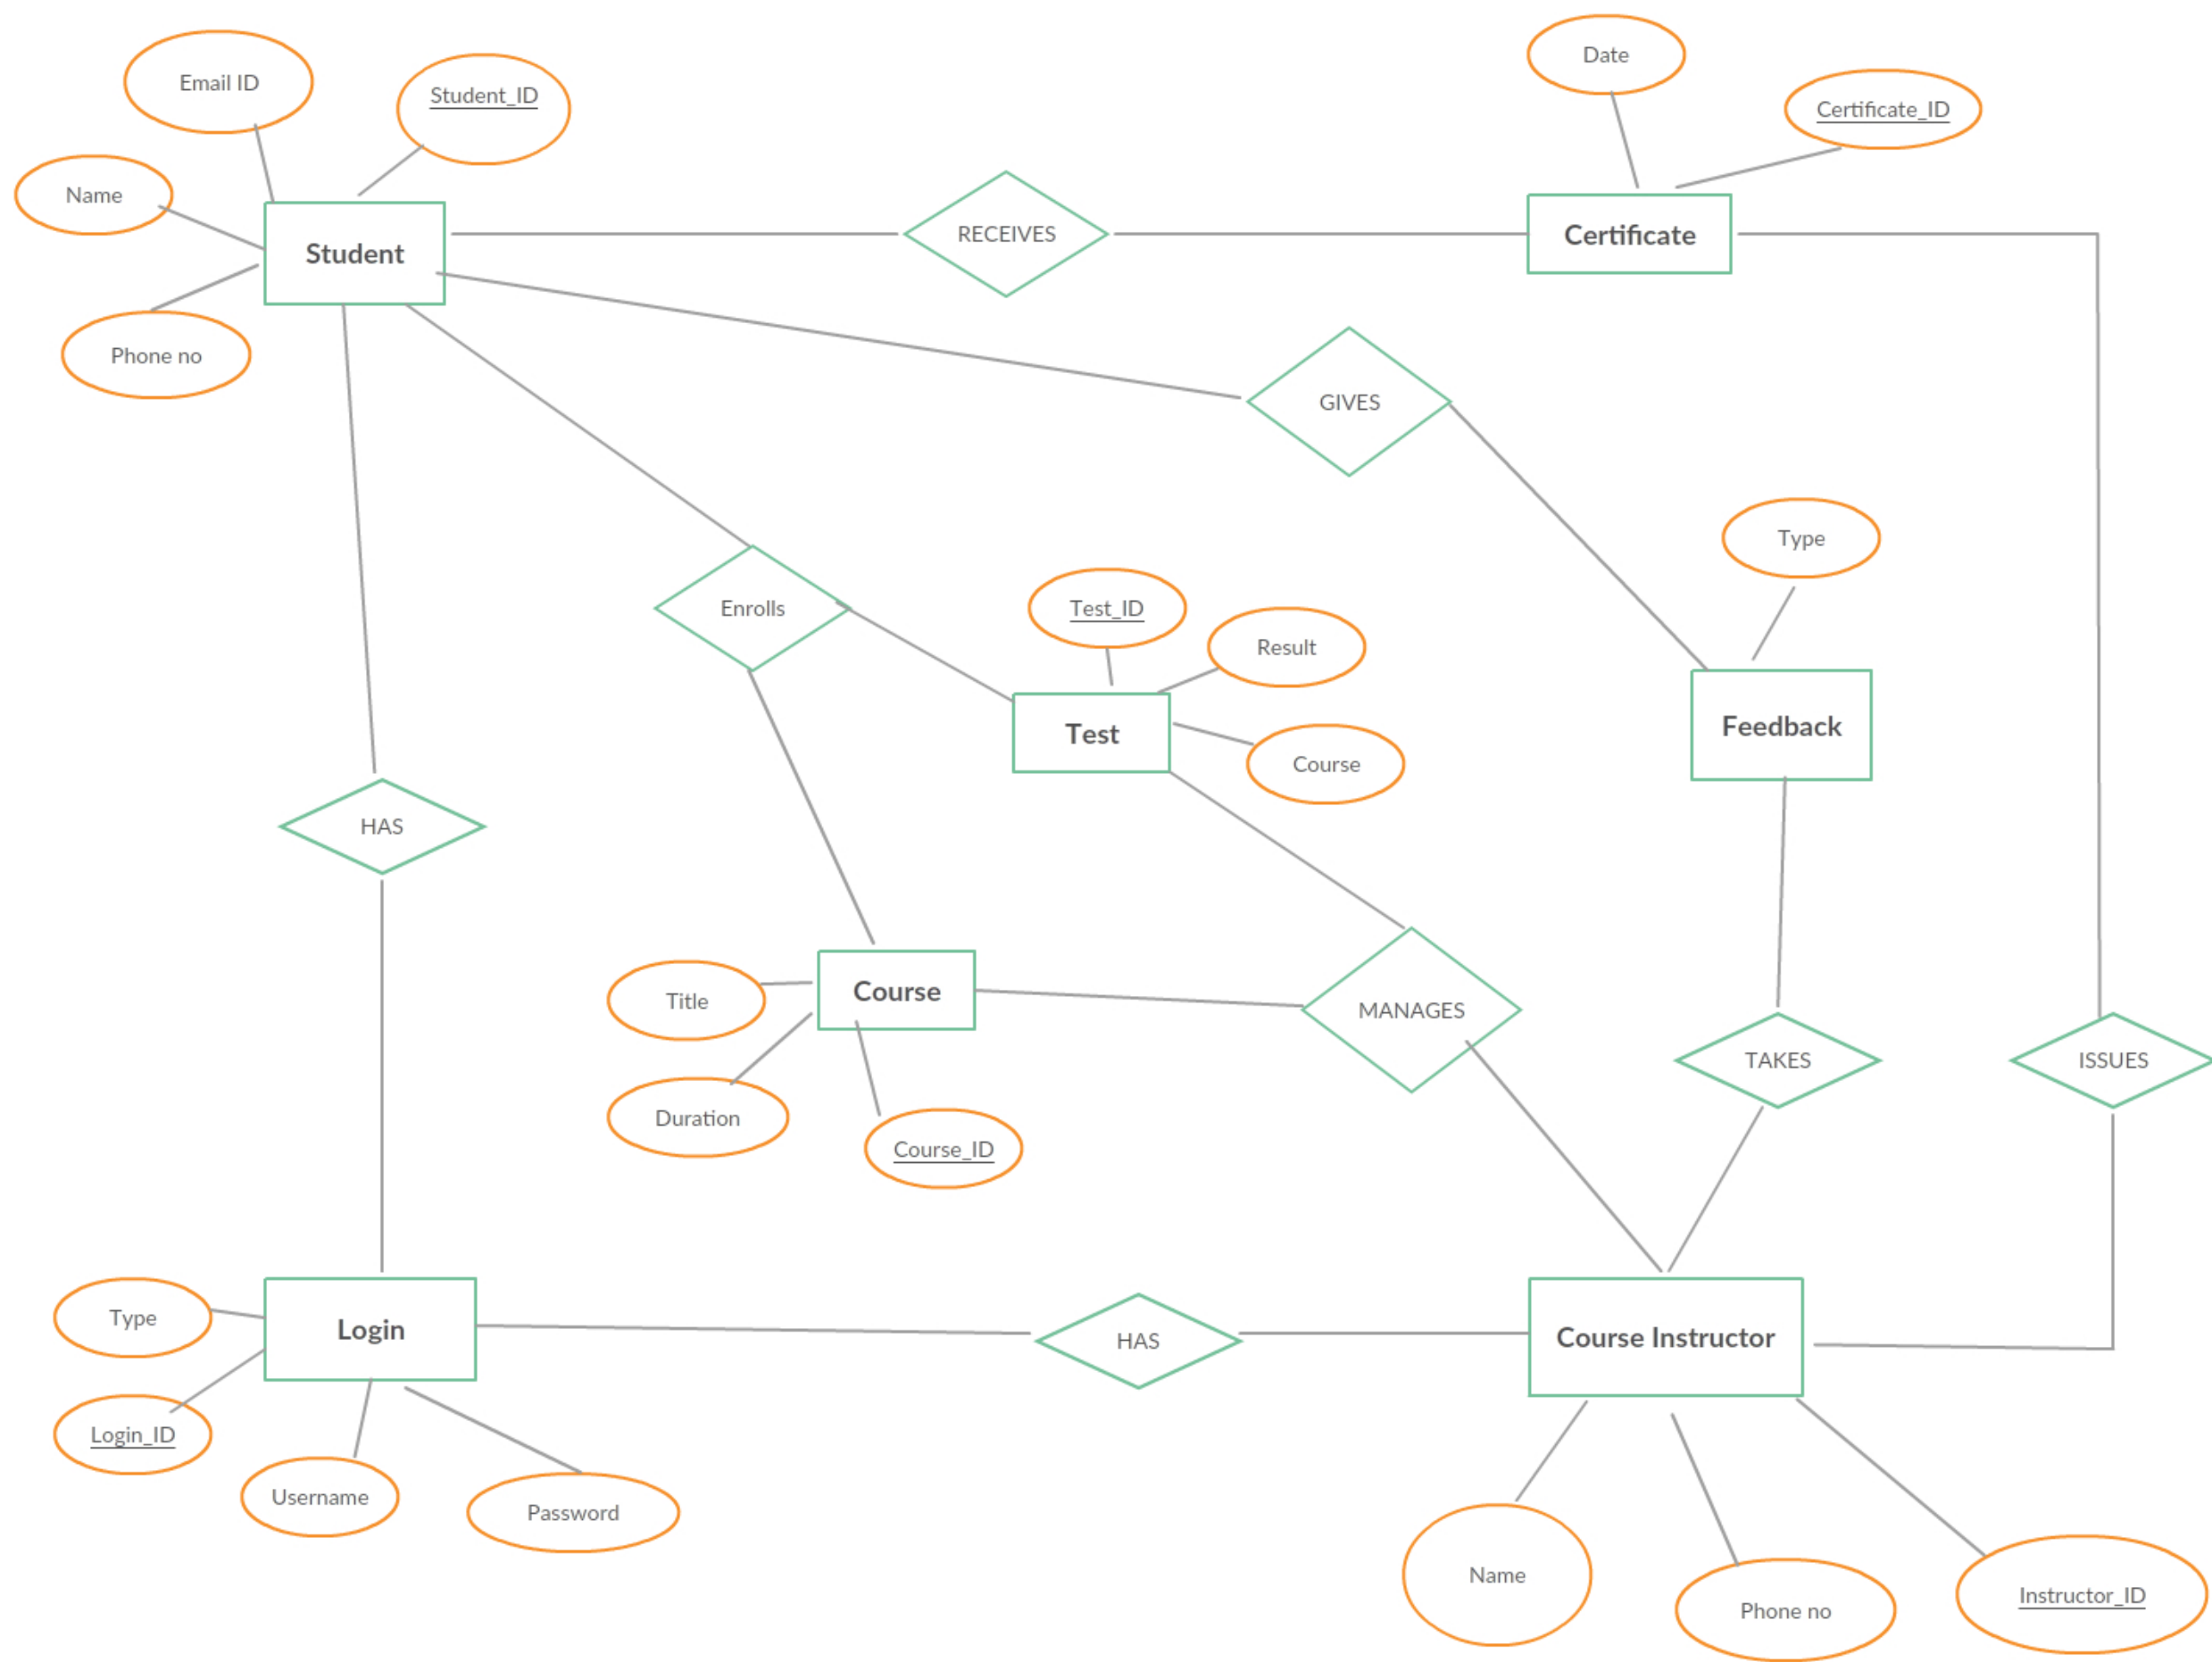 Date
Email ID
Student_ID
Certificate_ID
Name
RECEIVES
Certificate
Student
Phone no
GIVES
Type
Enrolls
Test_ID
Result
Test
Feedback
Course
HAS
Title
Course
MANAGES
TAKES
ISSUES
Duration
Course_ID
Type
Login
HAS
Course Instructor
Login_ID
Username
Password
Name
Phone no
Instructor_ID